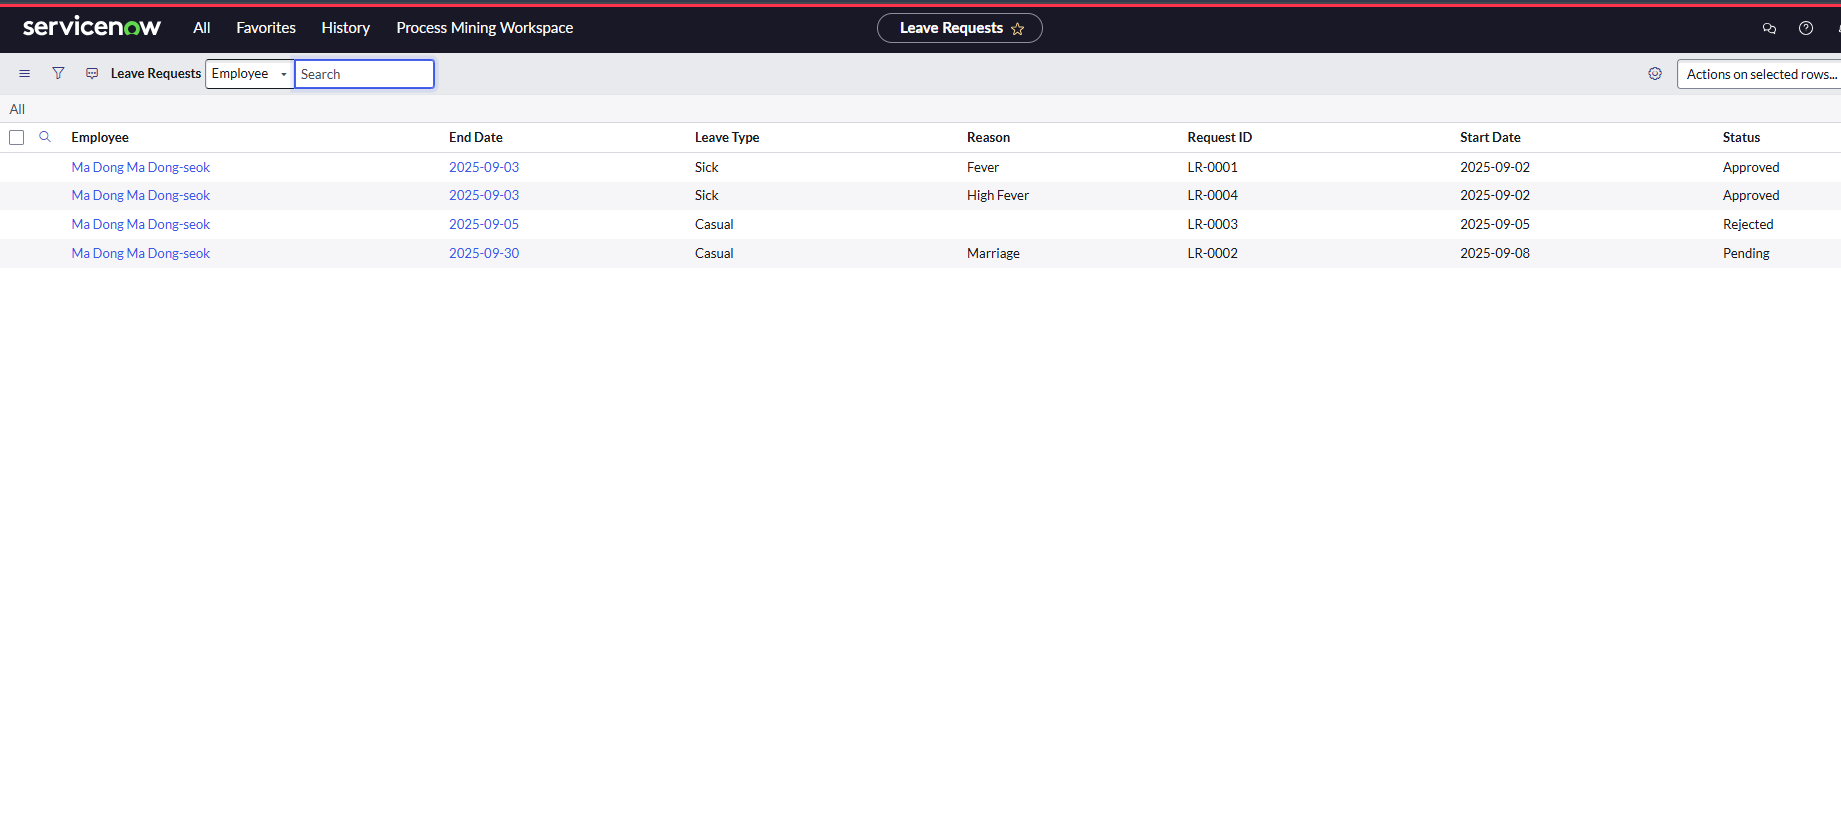 servicenow All Favorites History Process Mining Workspace Leave Requests
Leave Requests Employee Search Actions on selected rows...
All
Employee End Date Leave Type Reason Request ID Start Date Status
Ma Dong Ma Dong-seok 2025-09-03 Sick Fever LR-0001 2025-09-02 Approved
Ma Dong Ma Dong-seok 2025-09-03 Sick High Fever LR-0004 2025-09-02 Approved
Ma Dong Ma Dong-seok 2025-09-05 Casual LR-0003 2025-09-05 Rejected
Ma Dong Ma Dong-seok 2025-09-30 Casual Marriage LR-0002 2025-09-08 Pending